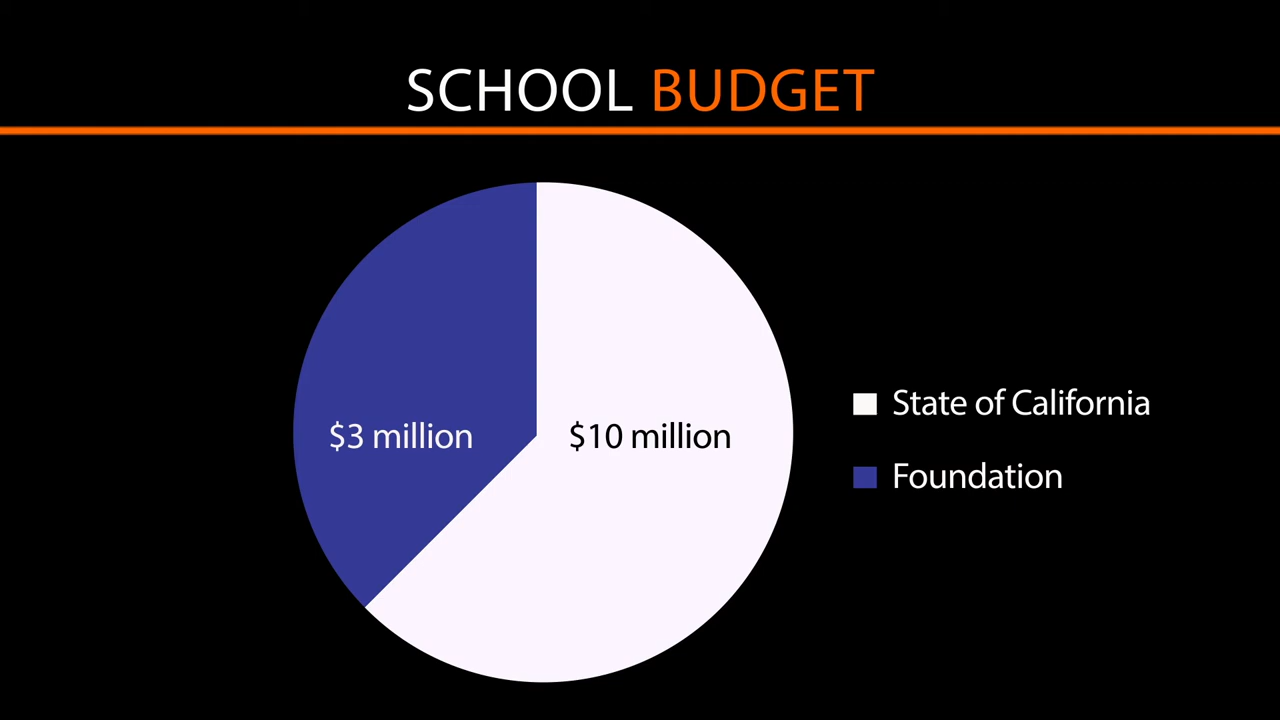 SCHOOL BUDGET
$3 million
$10 million
State of California
Foundation